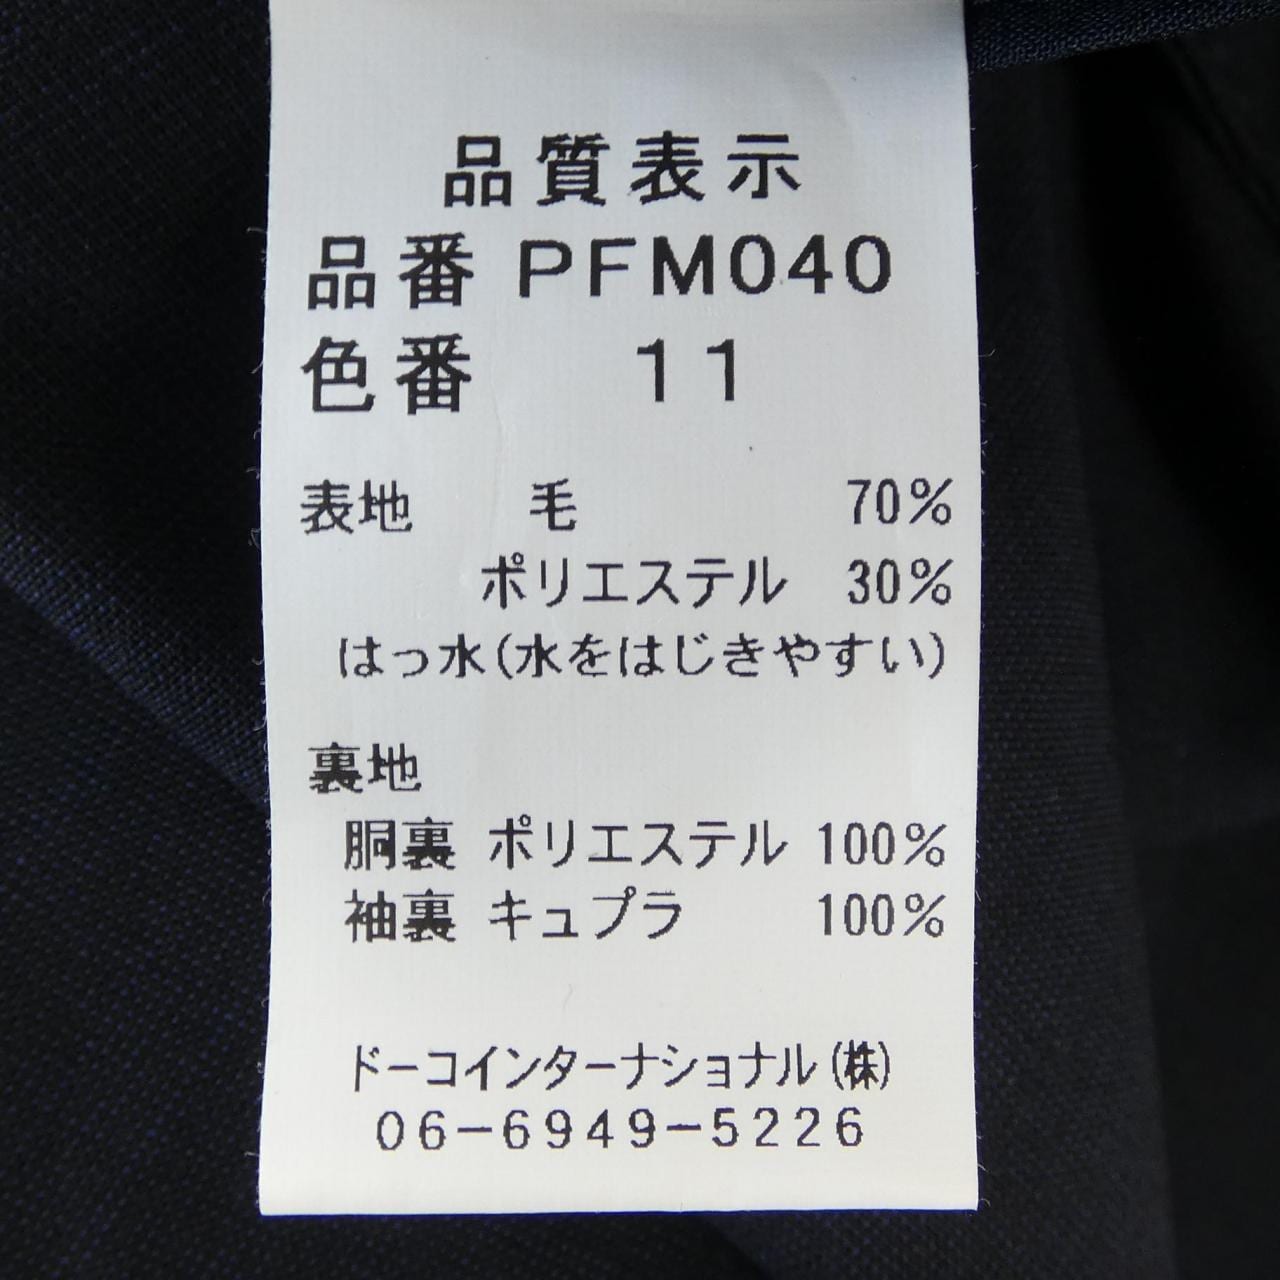 品質表示
品番 PFM040
色番 11
表地 毛 70%
ポリエステル 30%
はっ水(水をはじきやすい)
裏地
胴裏 ポリエステル 100%
袖裏 キュプラ 100%
ドーコインターナショナル(株)
06-6949-5226